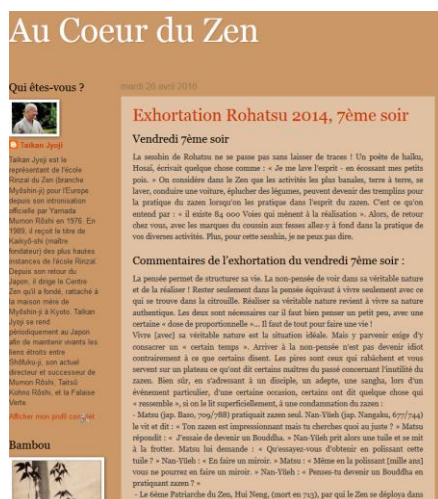 Au Coeur du Zen
Qui êtes-vous ?
Taikan Jyoji
Taikan Jyoji est le
représentant de l'école
Rinzai du Zen (branche
Myôshin-ji) pour l'Europe
depuis son intronisation
officielle par Yamada
Mumon Rôshi en 1976. En
1989, il reçoit le titre de
Kaikyô-shi (maître
fondateur) des plus hautes
instances de l'école Rinzai.
Depuis son retour du
Japon, il dirige le Centre
Zen qu'il a fondé, rattaché à
la maison mère de
Myôshin-ji à Kyoto. Taikan
Jyoji se rend
périodiquement au Japon
afin de maintenir vivants les
liens étroits entre
Shôfuku-ji, son actuel
directeur et successeur de
Mumon Rôshi, Taitsû
Kohno Rôshi, et la Falaise
Verte.
Afficher mon profil complet
Bambou
mardi 26 avril 2016
Exhortation Rohatsu 2014, 7ème soir
Vendredi 7ème soir
La sesshin de Rohatsu ne se passe pas sans laisser de traces ! Un poète de haïku,
Hosaï, écrivait quelque chose comme : « Je me lave l'esprit - en écossant mes petits
pois. » On considère dans le Zen que les activités les plus banales, terre à terre, se
laver, conduire une voiture, éplucher des légumes, peuvent devenir des tremplins pour
la pratique du zazen lorsqu'on les pratique dans l'esprit du zazen. C'est ce qu'on
entend par : « il existe 84 000 Voies qui mènent à la réalisation ». Alors, de retour
chez vous, avec les marques du coussin aux fesses allez-y à fond dans la pratique de
vos diverses activités. Plus, pour cette sesshin, je ne peux pas dire.
Commentaires de l'exhortation du vendredi 7ème soir :
La pensée permet de structurer sa vie. La non-pensée de voir dans sa véritable nature
et de la réaliser ! Rester seulement dans la pensée équivaut à vivre seulement avec ce
qui se trouve dans la citrouille. Réaliser sa véritable nature revient à vivre sa nature
authentique. Les deux sont nécessaires car il faut bien penser un petit peu, avec une
certaine « dose de proportionnelle »... Il faut de tout pour faire une vie !
Vivre [avec] sa véritable nature est la situation idéale. Mais y parvenir exige d'y
consacrer un « certain temps ». Arriver à la non-pensée n'est pas devenir idiot
contrairement à ce que certains disent. Les pires sont ceux qui rabâchent et vous
servent sur un plateau ce qu'ont dit certains maîtres du passé concernant l'inutilité du
zazen. Bien sûr, en s'adressant à un disciple, un adepte, une sangha, lors d'un
évènement particulier, d'une certaine occasion, certains ont dit quelque chose qui
« ressemble », si on le lit superficiellement, à une condamnation du zazen :
- Matsu (jap. Baso, 709/788) pratiquait zazen seul. Nan-Yüeh (jap. Nangaku, 677/744)
le vit et dit : « Ton zazen est impressionnant mais tu cherches quoi au juste ? » Matsu
répondit : « J'essaie de devenir un Bouddha. » Nan-Yüeh prit alors une tuile et se mit
à la frotter. Matsu lui demande : « Qu'essayez-vous d'obtenir en polissant cette
tuile ? » Nan-Yüeh : « En faire un miroir. » Matsu : « Même en la polissant [mille ans]
vous ne pourrez en faire un miroir. » Nan-Yüeh : « Penses-tu devenir un Bouddha en
pratiquant zazen ? »
- Le 6ème Patriarche du Zen, Hui Neng, (mort en 713), par qui le Zen se déploya dans